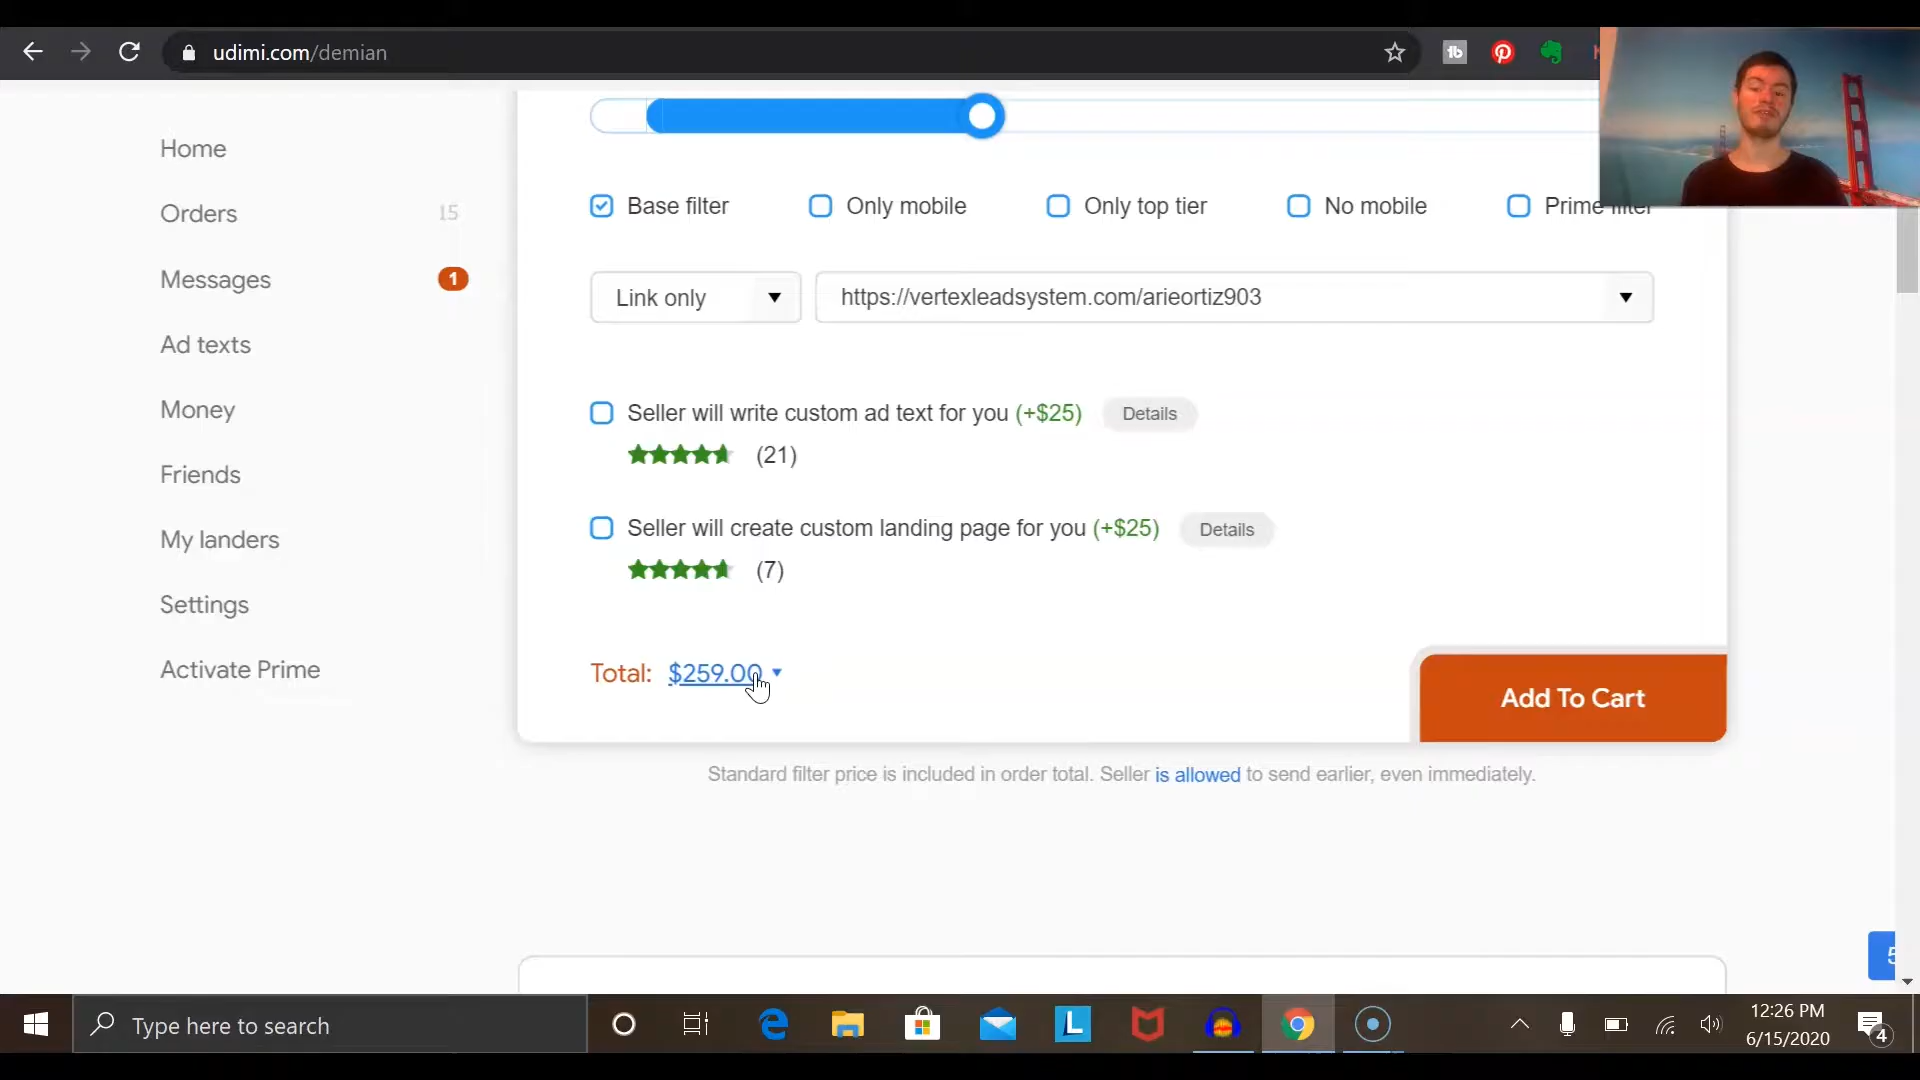 udimi.com/demian
Home
Orders 15
Messages 1
Ad texts
Money
Friends
My landers
Settings
Activate Prime
Base filter Only mobile Only top tier No mobile Prime filter
Link only https://vertexleadsystem.com/arieortiz903
Seller will write custom ad text for you (+$25) Details
(21)
Seller will create custom landing page for you (+$25) Details
(7)
Total: $259.00
Add To Cart
Standard filter price is included in order total. Seller is allowed to send earlier, even immediately.
5
Type here to search
L
12:26 PM
6/15/2020
4